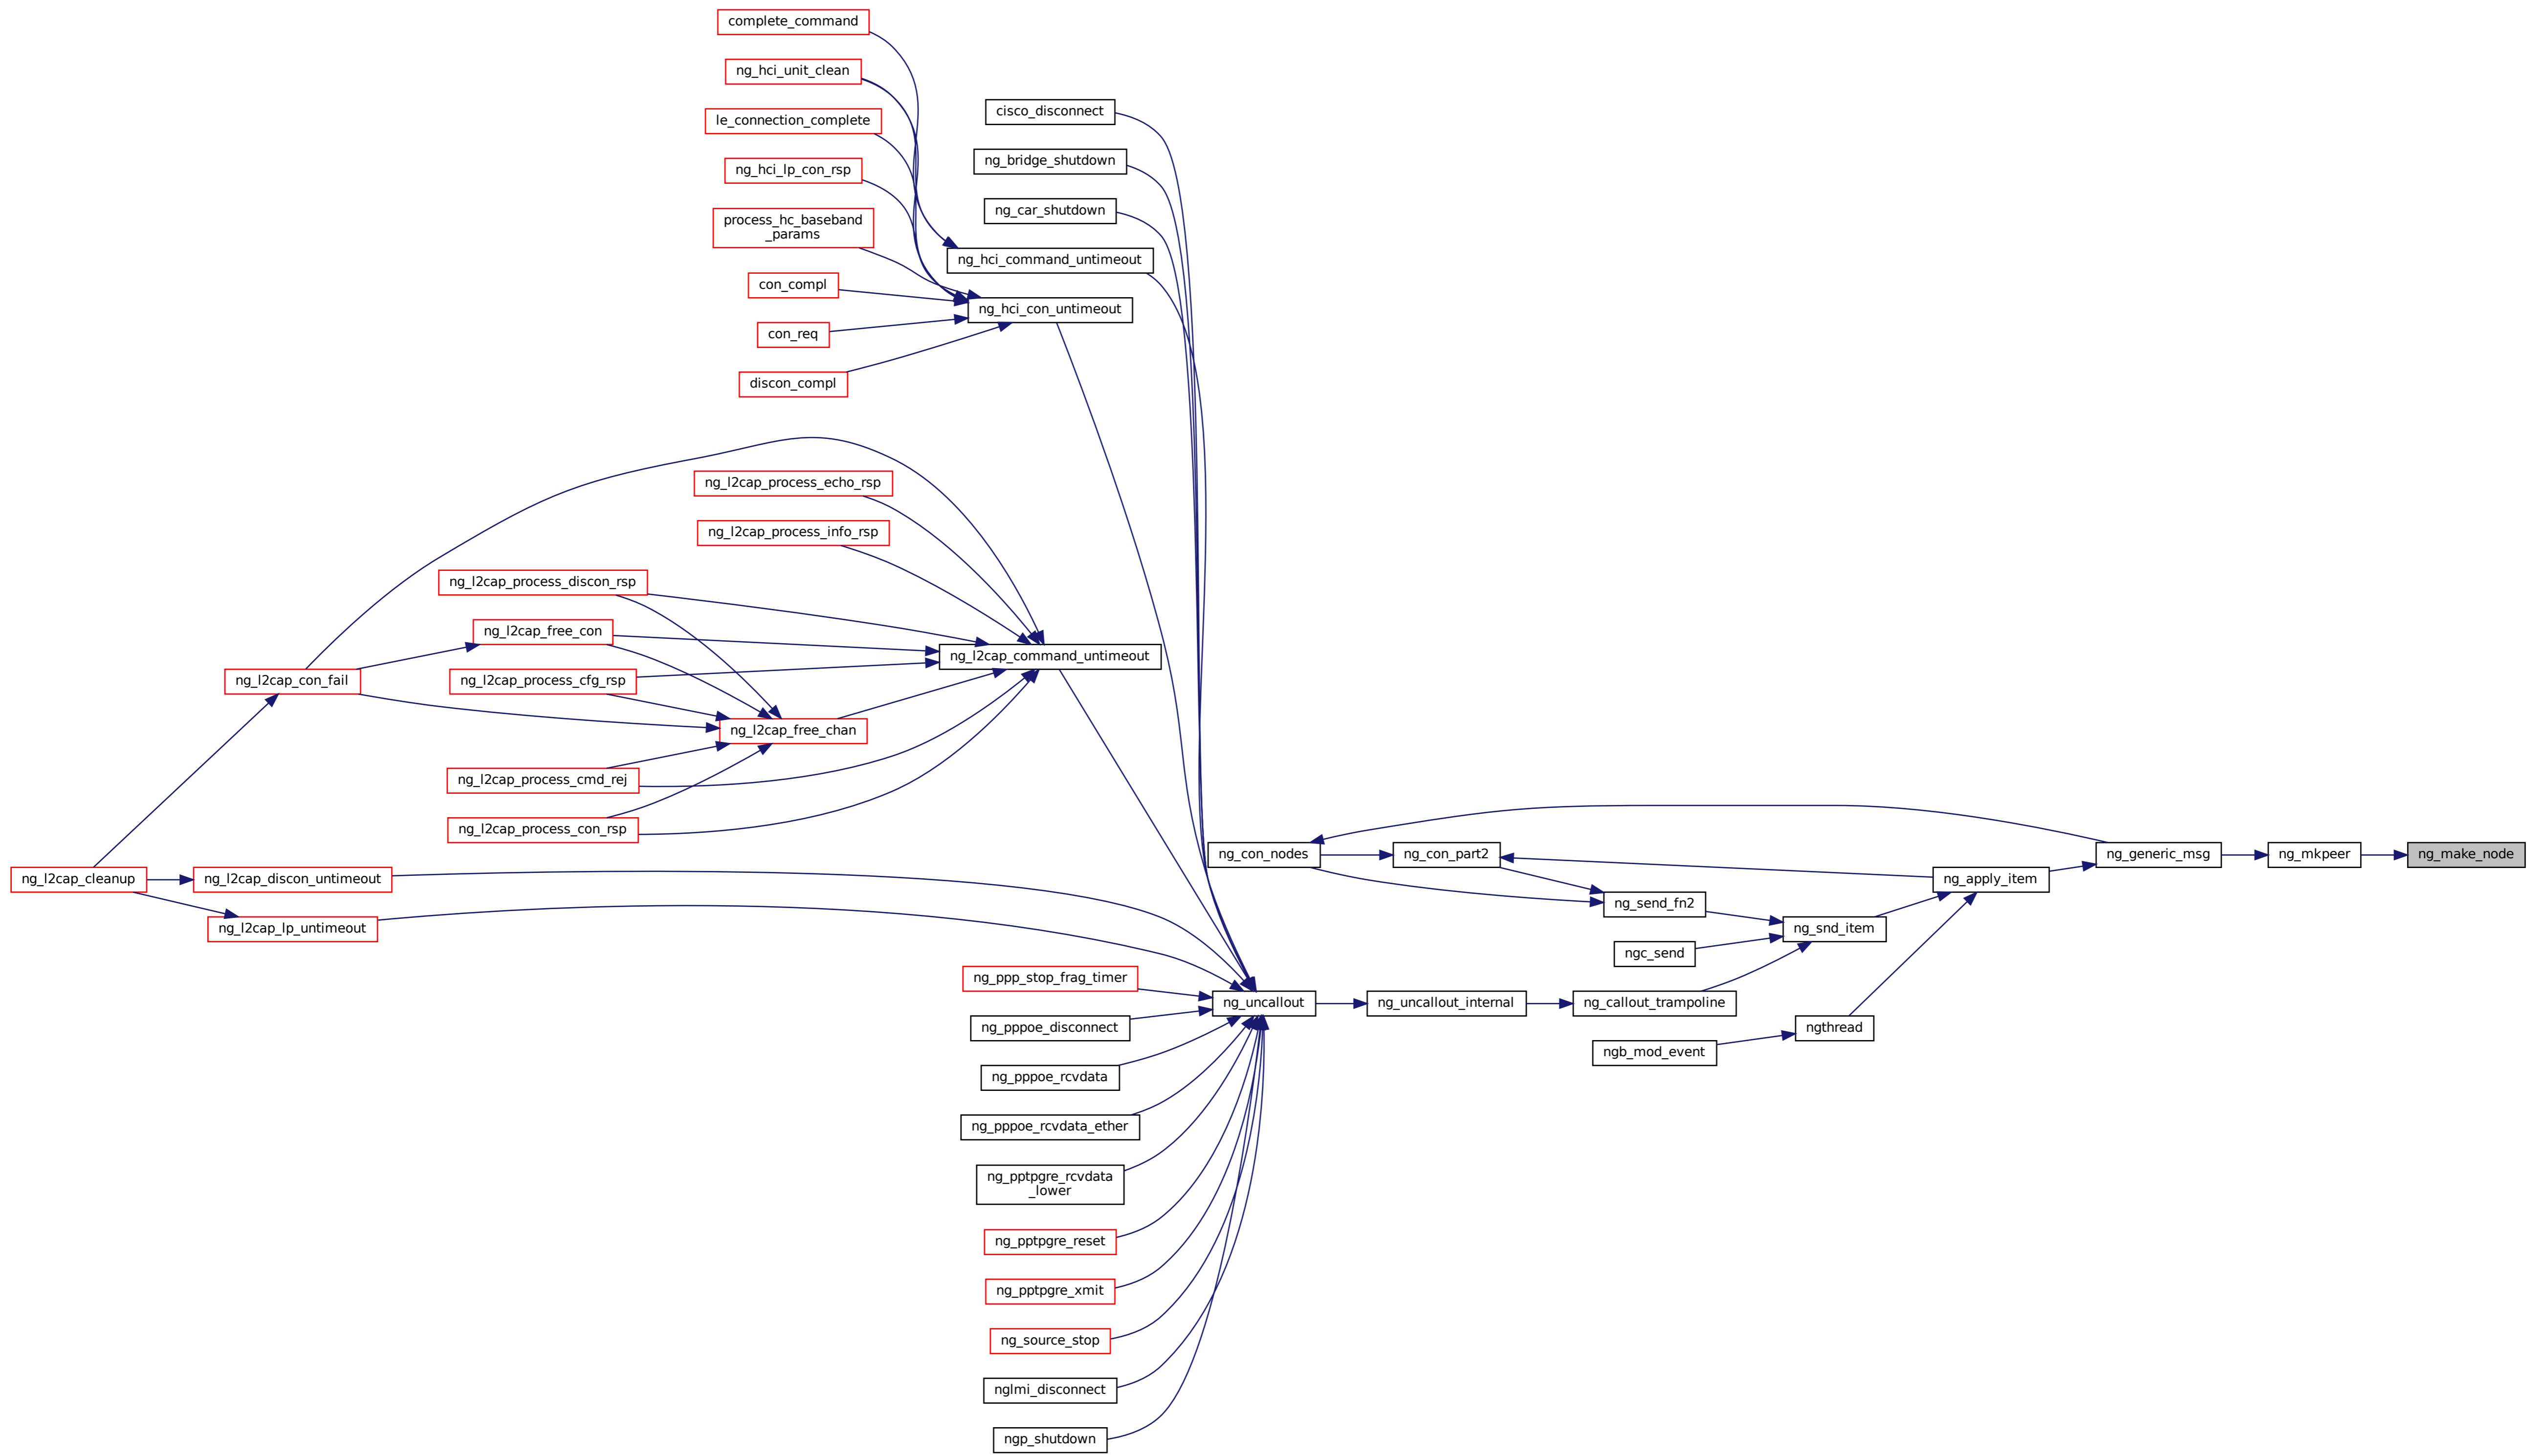 complete_command
ng_hci_unit_clean
le_connection_complete
ng_hci_lp_con_rsp
process_hc_baseband
_params
con_compl
con_req
discon_compl
cisco_disconnect
ng_bridge_shutdown
ng_car_shutdown
ng_hci_command_untimeout
ng_hci_con_untimeout
ng_l2cap_process_echo_rsp
ng_l2cap_process_info_rsp
ng_l2cap_process_discon_rsp
ng_l2cap_free_con
ng_l2cap_con_fail
ng_l2cap_process_cfg_rsp
ng_l2cap_command_untimeout
ng_l2cap_free_chan
ng_l2cap_process_cmd_rej
ng_l2cap_process_con_rsp
ng_l2cap_cleanup
ng_l2cap_discon_untimeout
ng_l2cap_lp_untimeout
ng_con_nodes
ng_con_part2
ng_generic_msg
ng_mkpeer
ng_make_node
ng_apply_item
ng_send_fn2
ng_snd_item
ngc_send
ng_ppp_stop_frag_timer
ng_uncallout
ng_uncallout_internal
ng_callout_trampoline
ng_pppoe_disconnect
ngthread
ngb_mod_event
ng_pppoe_rcvdata
ng_pppoe_rcvdata_ether
ng_pptpgre_rcvdata
_lower
ng_pptpgre_reset
ng_pptpgre_xmit
ng_source_stop
nglmi_disconnect
ngp_shutdown